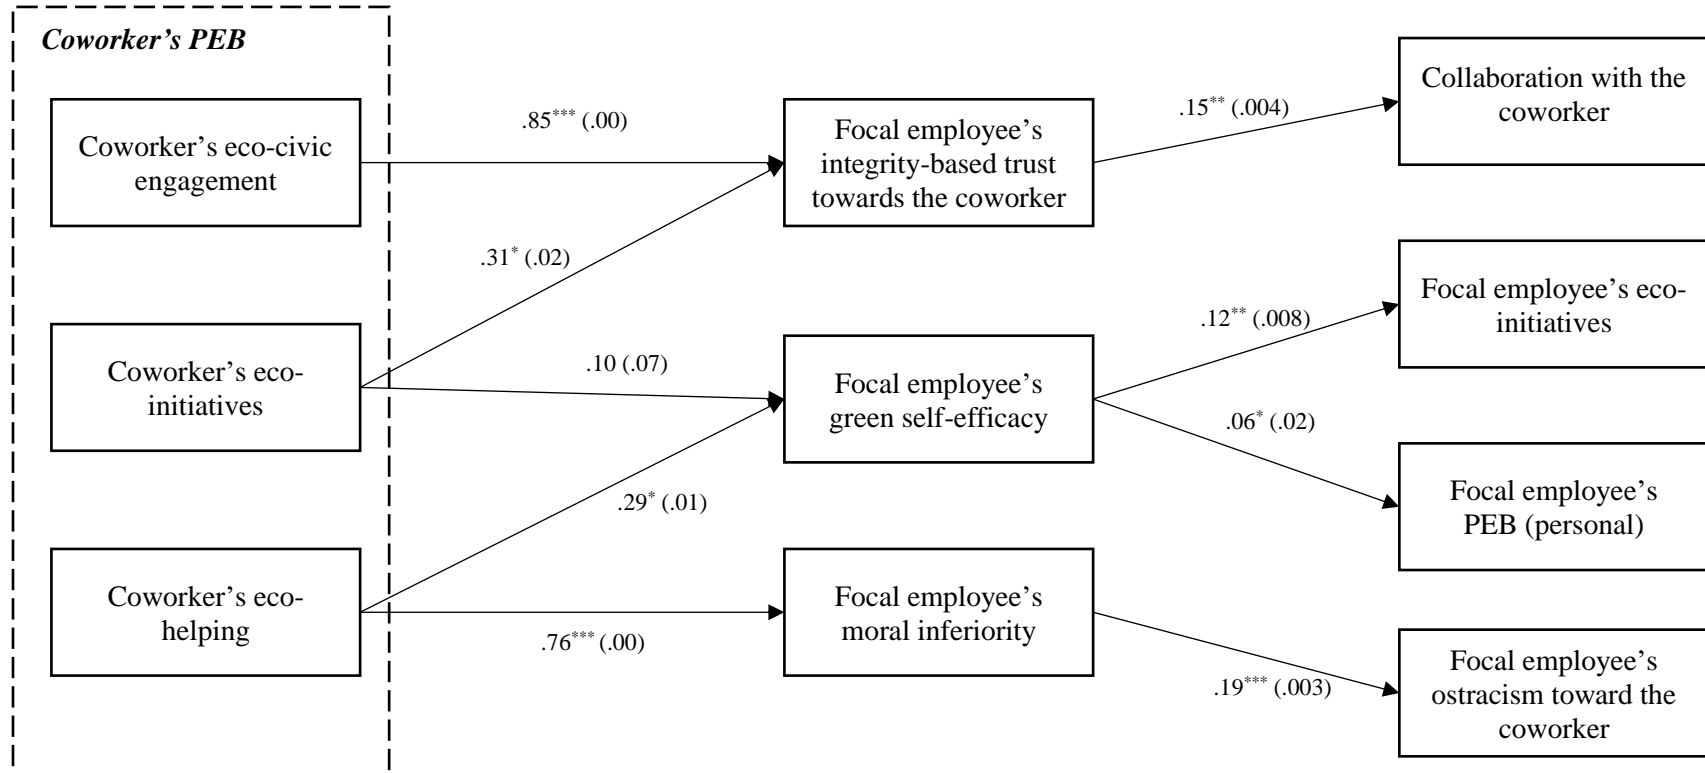 Coworker’s PEB
Coworker’s eco-civic
engagement
Coworker’s eco-
initiatives
Coworker’s eco-
helping
.85*** (.00)
.31* (.02)
.10 (.07)
.29* (.01)
.76*** (.00)
Focal employee’s
integrity-based trust
towards the coworker
Focal employee’s
green self-efficacy
Focal employee’s
moral inferiority
.15** (.004)
.12** (.008)
.06* (.02)
.19*** (.003)
Collaboration with the
coworker
Focal employee’s eco-
initiatives
Focal employee’s
PEB (personal)
Focal employee’s
ostracism toward the
coworker